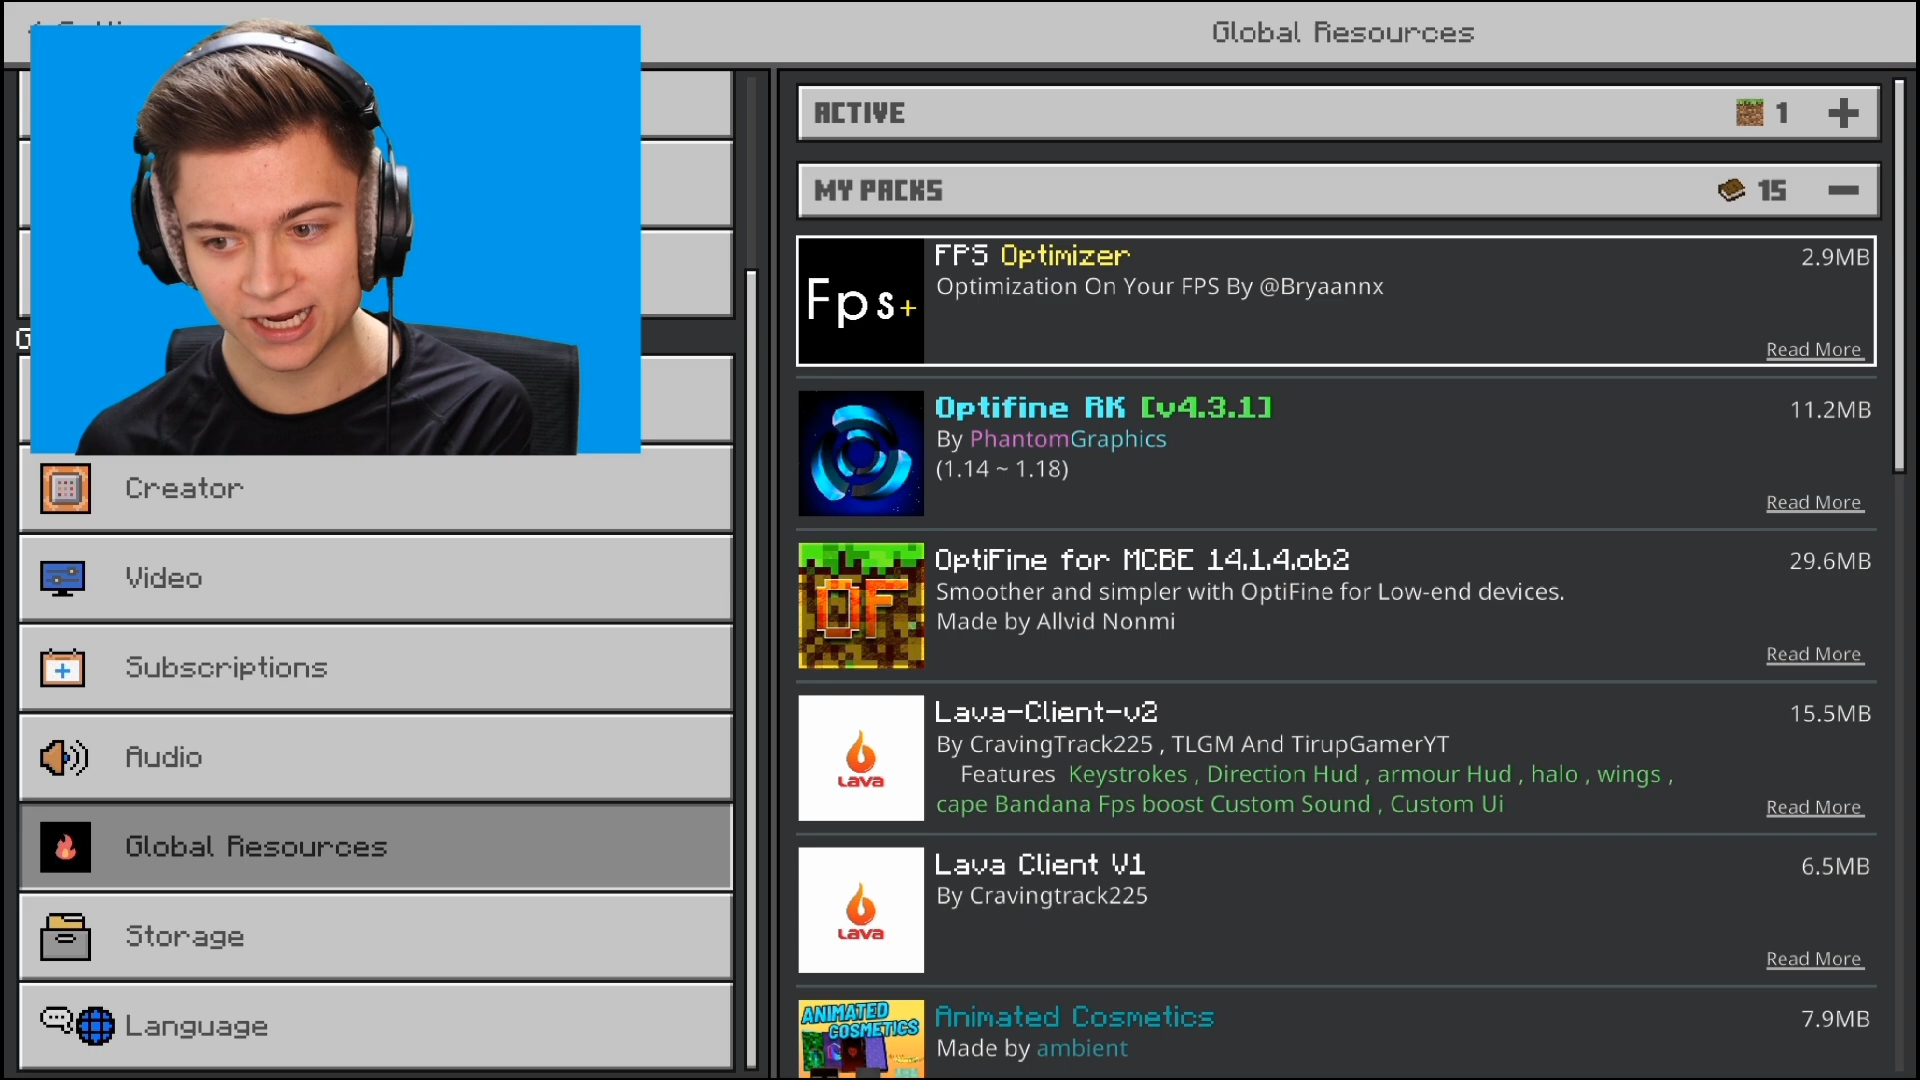 Global Resources
ACTIVE
1
MY PACKS
15
Fps+
FPS Optimizer
2.9MB
Optimization On Your FPS By @Bryaannx
Read More
Optifine RK [v4.3.1]
11.2MB
By PhantomGraphics
(1.14 ~ 1.18)
Read More
OF
OptiFine for MCBE 14.1.4.ob2
29.6MB
Smoother and simpler with OptiFine for Low-end devices.
Made by Allvid Nonmi
Read More
LAVA
Lava-Client-v2
15.5MB
By CravingTrack225 , TLGM And TirupGamerYT
Features Keystrokes , Direction Hud , armour Hud , halo , wings ,
cape Bandana Fps boost Custom Sound , Custom Ui
Read More
LAVA
Lava Client V1
6.5MB
By Cravingtrack225
Read More
ANIMATED
COSMETICS
Animated Cosmetics
7.9MB
Made by ambient
Creator
Video
Subscriptions
Audio
Global Resources
Storage
Language